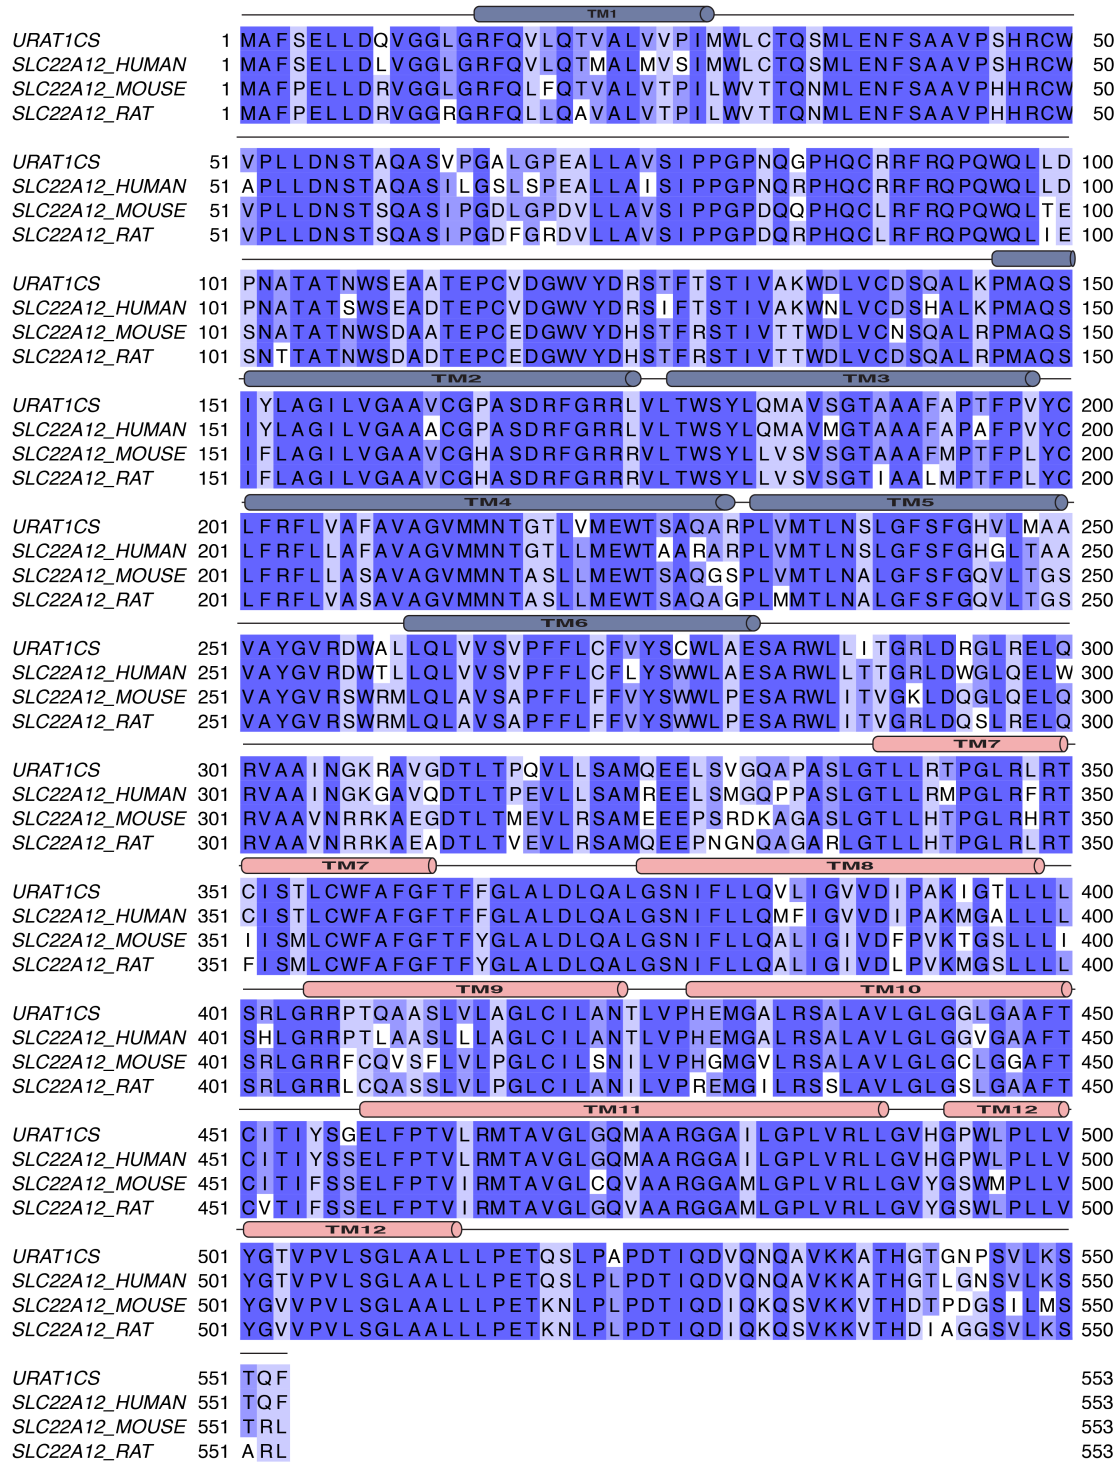 TM1
URAT1CS 1 MAFSELLDQVGGLGRFQVLQTVALVVPIMWLCTQSMLENFSAAVPSHRCW 50
SLC22A12_HUMAN 1 MAFSELLDLVGGLGRFQVLQTMALMVSIMWLCTQSMLENFSAAVPSHRCW 50
SLC22A12_MOUSE 1 MAFPELLDRVGGLGRFQLFQTVALVTPILWVTTQNMLENFSAAVPHHRCW 50
SLC22A12_RAT 1 MAFPELLDRVGGRGRFQLLQAVALVTPILWVTTQNMLENFSAAVPHHRCW 50
URAT1CS 51 VPLLDNSTAQASVPGALGPEALLAVSIPPGPNQGPHQCRRFRQPQWQLLD 100
SLC22A12_HUMAN 51 APLLDNSTAQASILGSLSPEALLAISIPPGPNQRPHQCRRFRQPQWQLLD 100
SLC22A12_MOUSE 51 VPLLDNSTSQASIPGDLGPDVLLAVSIPPGPDQQPHQCLRFRQPQWQLTE 100
SLC22A12_RAT 51 VPLLDNSTSQASIPGDFGRDVLLAVSIPPGPDQRPHQCLRFRQPQWQLIE 100
URAT1CS 101 PNATATNWSEAATEPCVDGWVYDRSTFTSTIVAKWDLVCDSQALKPMAQS 150
SLC22A12_HUMAN 101 PNATATSWSEADTEPCVDGWVYDRSIFTSTIVAKWNLVCDSHALKPMAQS 150
SLC22A12_MOUSE 101 SNATATNWSDAATEPCEDGWVYDHSTFRSTIVTTWDLVCNSQALRPMAQS 150
SLC22A12_RAT 101 SNTTATNWSDADTEPCEDGWVYDHSTFRSTIVTTWDLVCDSQALRPMAQS 150
TM2 TM3
URAT1CS 151 IYLAGILVGAAVCGPASDRFGRRLVLTWSYLQMAVSGTAAAFAPTFPVYC 200
SLC22A12_HUMAN 151 IYLAGILVGAAACGPASDRFGRRLVLTWSYLQMAVMGTAAAFAPAFPVYC 200
SLC22A12_MOUSE 151 IFLAGILVGAAVCGHASDRFGRRRVLTWSYLLVSVSGTAAAFMPTFPLYC 200
SLC22A12_RAT 151 IFLAGILVGAAVCGHASDRFGRRRVLTWSYLLVSVSGTIAALMPTFPLYC 200
TM4 TM5
URAT1CS 201 LFRFLVAFAVAGVMMNTGTLVMEWTSAQARPLVMTLNSLGFSFGHVLMAA 250
SLC22A12_HUMAN 201 LFRFLLAFAVAGVMMNTGTLLMEWTAARARPLVMTLNSLGFSFGHGLTAA 250
SLC22A12_MOUSE 201 LFRFLLASAVAGVMMNTASLLMEWTSAQGSPLVMTLNALGFSFGQVLTGS 250
SLC22A12_RAT 201 LFRFLVASAVAGVMMNTASLLMEWTSAQAGPLMMTLNALGFSFGQVLTGS 250
TM6
URAT1CS 251 VAYGVRDWALLQLVVSVPFFLCFVYSCWLAESARWLLITGRLDRGLRELQ 300
SLC22A12_HUMAN 251 VAYGVRDWTLLQLVVSVPFFLCFLYSWWLAESARWLLTTGRLDWGLQELW 300
SLC22A12_MOUSE 251 VAYGVRSWRMLQLAVSAPFFLFFVYSWWLPESARWLITVGKLDQGLQELQ 300
SLC22A12_RAT 251 VAYGVRSWRMLQLAVSAPFFLFFVYSWWLPESARWLITVGRLDQSLRELQ 300
TM7
URAT1CS 301 RVAAINGKRAVGDTLTPQVLLSAMQEELSVGQAPASLGTLLRTPGLRLRT 350
SLC22A12_HUMAN 301 RVAAINGKGAVQDTLTPEVLLSAMREELSMGQPPASLGTLLRMPGLRFRT 350
SLC22A12_MOUSE 301 RVAAVNRRKAEGDTLTMEVLRSAMEEEPSRDKAGASLGTLLHTPGLRHRT 350
SLC22A12_RAT 301 RVAAVNRRKAEADTLTVEVLRSAMQEEPNGNQAGARLGTLLHTPGLRLRT 350
TM7 TM8
URAT1CS 351 CISTLCWFAFGFTFFGLALDLQALGSNIFLLQVLIGVVDIPAKIGTLLLL 400
SLC22A12_HUMAN 351 CISTLCWFAFGFTFFGLALDLQALGSNIFLLQMFIGVVDIPAKMGALLLL 400
SLC22A12_MOUSE 351 IISMLCWFAFGFTFYGLALDLQALGSNIFLLQALIGIVDFPVKTGSLLLI 400
SLC22A12_RAT 351 FISMLCWFAFGFTFYGLALDLQALGSNIFLLQALIGIVDLPVKMGSLLLL 400
TM9 TM10
URAT1CS 401 SRLGRRPTQAASLVLAGLCILANTLVPHEMGALRSALAVLGLGGLGAAFT 450
SLC22A12_HUMAN 401 SHLGRRPTLAASLLLAGLCILANTLVPHEMGALRSALAVLGLGGVGAAFT 450
SLC22A12_MOUSE 401 SRLGRRFCQVSFLVLPGLCILSNILVPHGMGVLRSALAVLGLGCLGGAFT 450
SLC22A12_RAT 401 SRLGRRLCQASSLVLPGLCILANILVPREMGILRSSLAVLGLGSLGAAFT 450
TM11 TM12
URAT1CS 451 CITIYSGELFPTVLRMTAVGLGQMAARGGAILGPLVRLLGVHGPWLPLLV 500
SLC22A12_HUMAN 451 CITIYSSELFPTVLRMTAVGLGQMAARGGAILGPLVRLLGVHGPWLPLLV 500
SLC22A12_MOUSE 451 CITIFSSELFPTVIRMTAVGLCQVAARGGAMLGPLVRLLGVYGSWMPLLV 500
SLC22A12_RAT 451 CVTIFSSELFPTVIRMTAVGLGQVAARGGAMLGPLVRLLGVYGSWLPLLV 500
TM12
URAT1CS 501 YGTVPVLSGLAALLLPETQSLPAPDTIQDVQNQAVKKATHGTGNPSVLKS 550
SLC22A12_HUMAN 501 YGTVPVLSGLAALLLPETQSLPLPDTIQDVQNQAVKKATHGTLGNSVLKS 550
SLC22A12_MOUSE 501 YGVVPVLSGLAALLLPETKNLPLPDTIQDIQKQSVKKVTHDTPDGSILMS 550
SLC22A12_RAT 501 YGVVPVLSGLAALLLPETKNLPLPDTIQDIQKQSVKKVTHDIAGGSVLKS 550
URAT1CS 551 TQF 553
SLC22A12_HUMAN 551 TQF 553
SLC22A12_MOUSE 551 TRL 553
SLC22A12_RAT 551 ARL 553